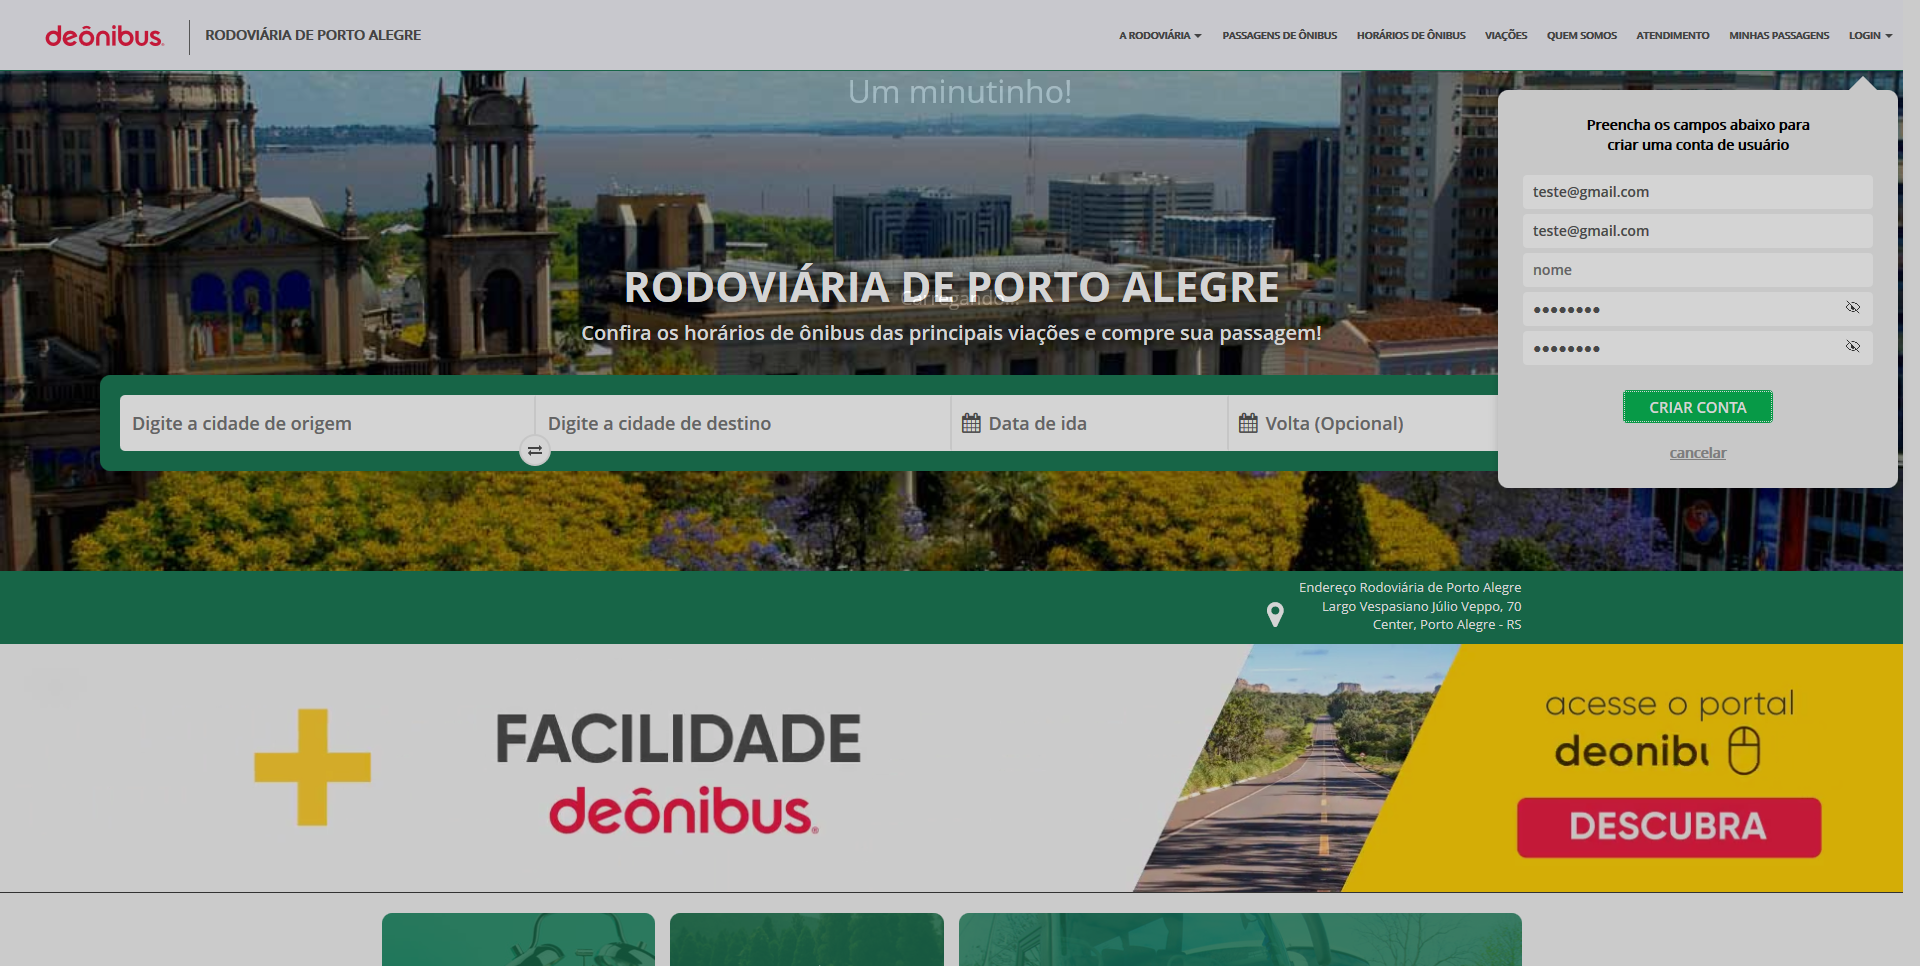 deônibus.
RODOVIÁRIA DE PORTO ALEGRE
A RODOVIÁRIA
PASSAGENS DE ÔNIBUS
HORÁRIOS DE ÔNIBUS
VIAÇÕES
QUEM SOMOS
ATENDIMENTO
MINHAS PASSAGENS
LOGIN
Um minutinho!
Preencha os campos abaixo para
criar uma conta de usuário
teste@gmail.com
teste@gmail.com
nome
••••••••
••••••••
CRIAR CONTA
cancelar
RODOVIÁRIA DE PORTO ALEGRE
Carregando...
Confira os horários de ônibus das principais viações e compre sua passagem!
Digite a cidade de origem
Digite a cidade de destino
Data de ida
Volta (Opcional)
Endereço Rodoviária de Porto Alegre
Largo Vespasiano Júlio Veppo, 70
Center, Porto Alegre - RS
FACILIDADE
deônibus.
acesse o portal
deonibu
DESCUBRA